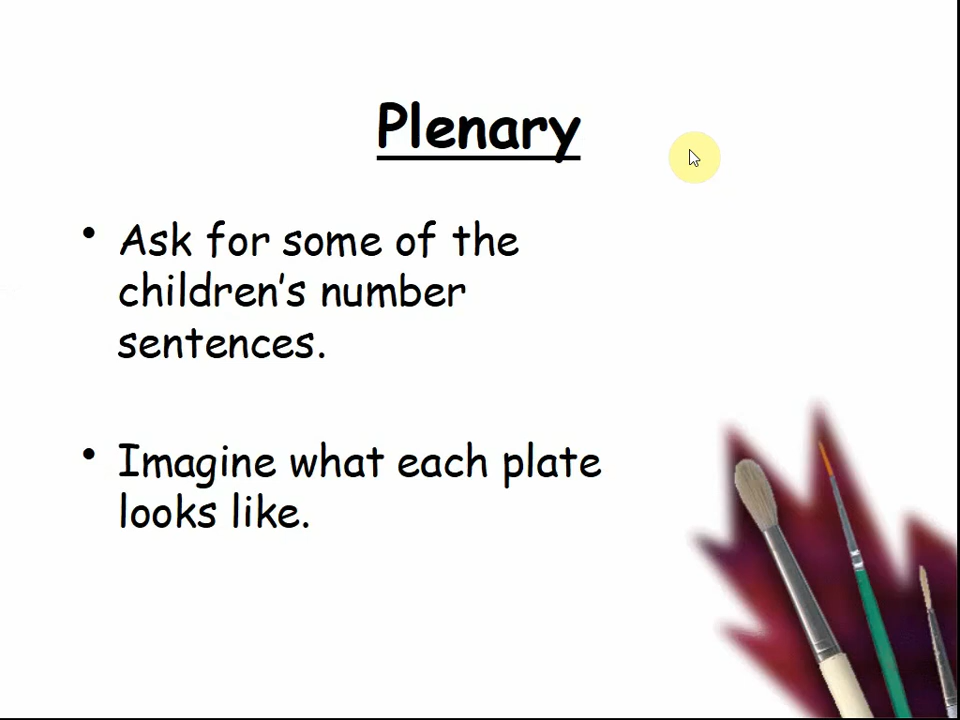 Plenary
• Ask for some of the
children's number
sentences.
• Imagine what each plate
looks like.